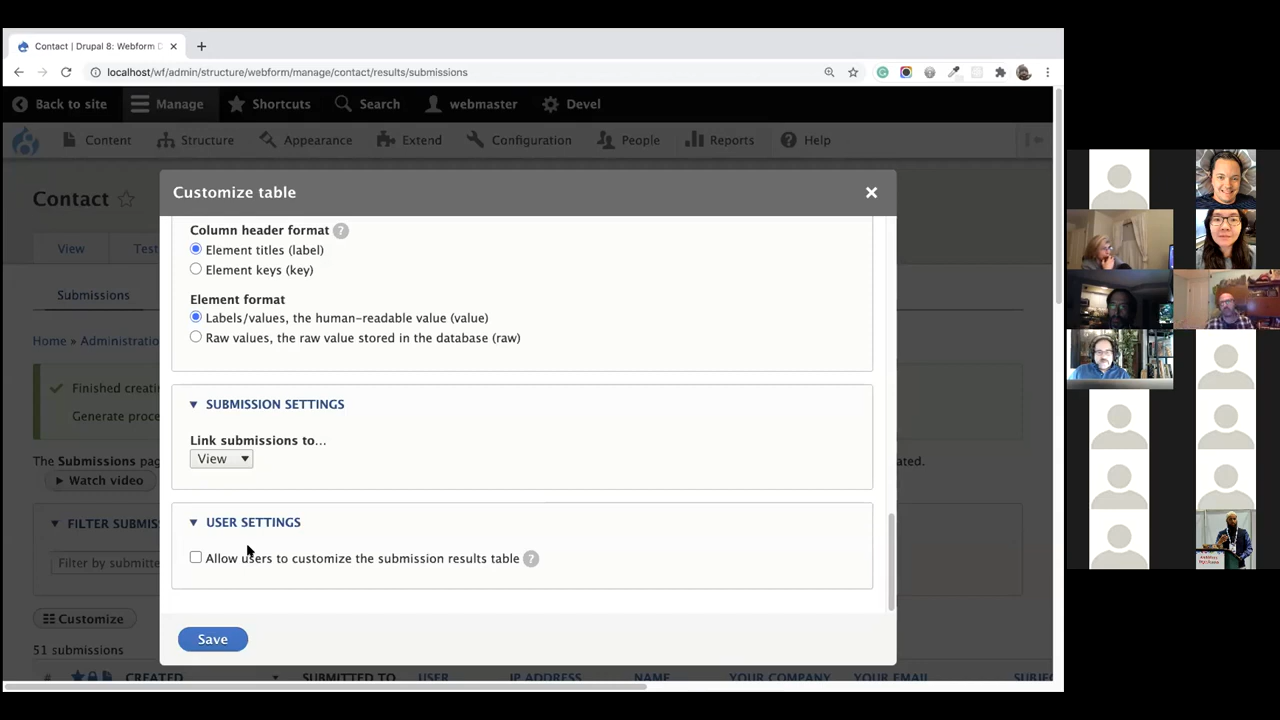 Contact | Drupal 8: Webform D
localhost/wf/admin/structure/webform/manage/contact/results/submissions
Back to site Manage Shortcuts Search webmaster Devel
Content Structure Appearance Extend Configuration People Reports Help
Contact
Customize table
View Test
Submissions
Home » Administratio
Finished creati
Generate proce
The Submissions pag
ated.
Watch video
FILTER SUBMISS
Filter by submitte
Customize
51 submissions
Column header format ?
Element titles (label)
Element keys (key)
Element format
Labels/values, the human-readable value (value)
Raw values, the raw value stored in the database (raw)
SUBMISSION SETTINGS
Link submissions to...
View
USER SETTINGS
Allow users to customize the submission results table ?
Save
# CREATED SUBMITTED TO USER IP ADDRESS NAME YOUR COMPANY YOUR EMAIL SUBJ